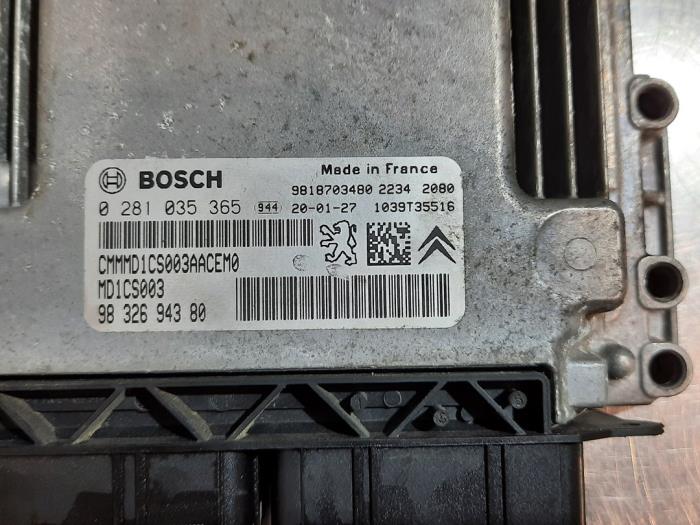 BOSCH
Made in France
9818703480 2234 2080
0 281 035 365 944 20-01-27 1039T35516
CMMMD1CS003AACEM0
MD1CS003
98 326 943 80